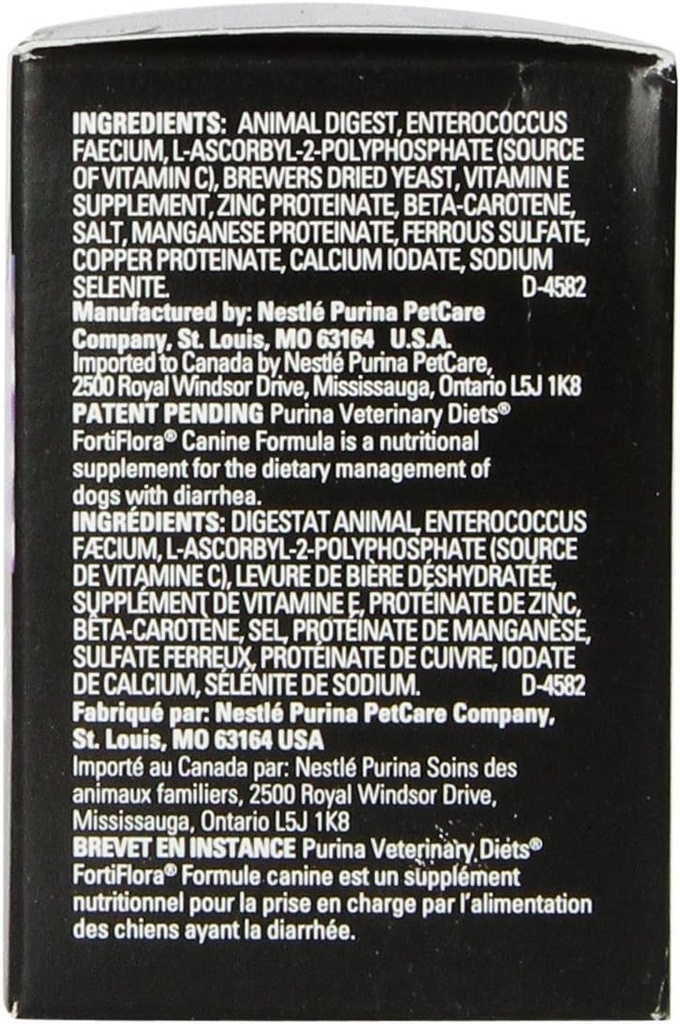 INGREDIENTS: ANIMAL DIGEST, ENTEROCOCCUS
FAECIUM, L-ASCORBYL-2-POLYPHOSPHATE (SOURCE
OF VITAMIN C), BREWERS DRIED YEAST, VITAMIN E
SUPPLEMENT, ZINC PROTEINATE, BETA-CAROTENE,
SALT, MANGANESE PROTEINATE, FERROUS SULFATE,
COPPER PROTEINATE, CALCIUM IODATE, SODIUM
SELENITE. D-4582
Manufactured by: Nestlé Purina PetCare
Company, St. Louis, MO 63164 U.S.A.
Imported to Canada by Nestlé Purina PetCare,
2500 Royal Windsor Drive, Mississauga, Ontario L5J 1K8
PATENT PENDING Purina Veterinary Diets®
FortiFlora® Canine Formula is a nutritional
supplement for the dietary management of
dogs with diarrhea.
INGRÉDIENTS: DIGESTAT ANIMAL, ENTEROCOCCUS
FÆCIUM, L-ASCORBYL-2-POLYPHOSPHATE (SOURCE
DE VITAMINE C), LEVURE DE BIÈRE DÉSHYDRATÉE,
SUPPLÉMENT DE VITAMINE E, PROTÉINATE DE ZINC,
BÊTA-CAROTÈNE, SEL, PROTÉINATE DE MANGANÈSE,
SULFATE FERREUX, PROTÉINATE DE CUIVRE, IODATE
DE CALCIUM, SÉLÉNITE DE SODIUM. D-4582
Fabriqué par: Nestlé Purina PetCare Company,
St. Louis, MO 63164 USA
Importé au Canada par: Nestlé Purina Soins des
animaux familiers, 2500 Royal Windsor Drive,
Mississauga, Ontario L5J 1K8
BREVET EN INSTANCE Purina Veterinary Diets®
FortiFlora® Formule canine est un supplément
nutritionnel pour la prise en charge par l'alimentation
des chiens ayant la diarrhée.